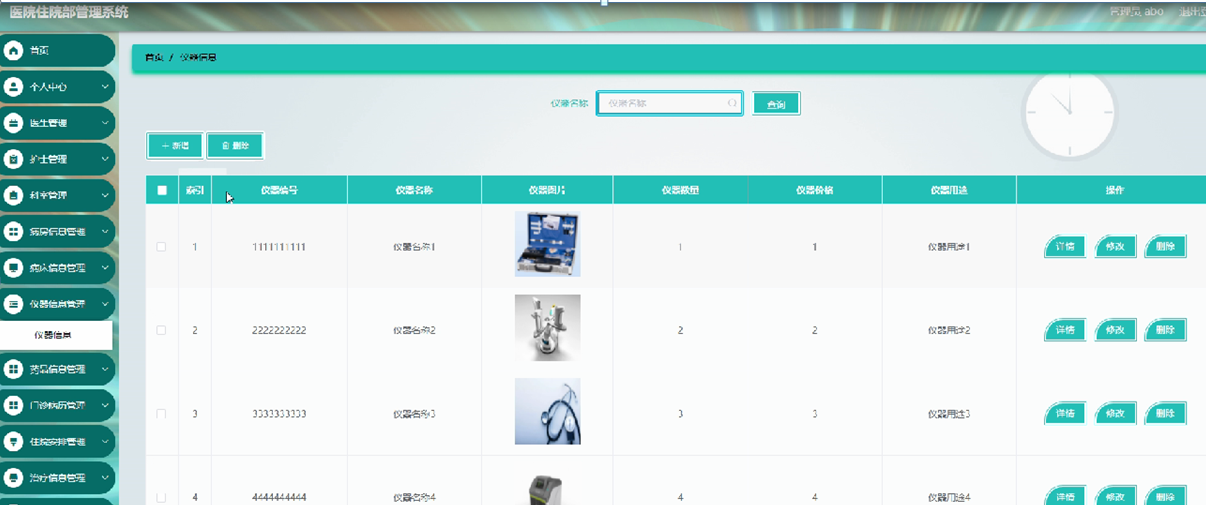 医院住院部管理系统
管理员 abo
首页
个人中心
医生管理
护士管理
科室管理
病房信息管理
病床信息管理
仪器信息管理
仪器信息
药品信息管理
门诊病历管理
住院安排管理
治疗信息管理
首页 / 仪器信息
仪器名称 仪器名称 查询
新增 删除
索引 仪器编号 仪器名称 仪器图片 仪器数量 仪器价格 仪器用途 操作
1 1111111111 仪器名称1 1 1 仪器用途1 详情 修改 删除
2 2222222222 仪器名称2 2 2 仪器用途2 详情 修改 删除
3 3333333333 仪器名称3 3 3 仪器用途3 详情 修改 删除
4 4444444444 仪器名称4 4 4 仪器用途4 详情 修改 删除